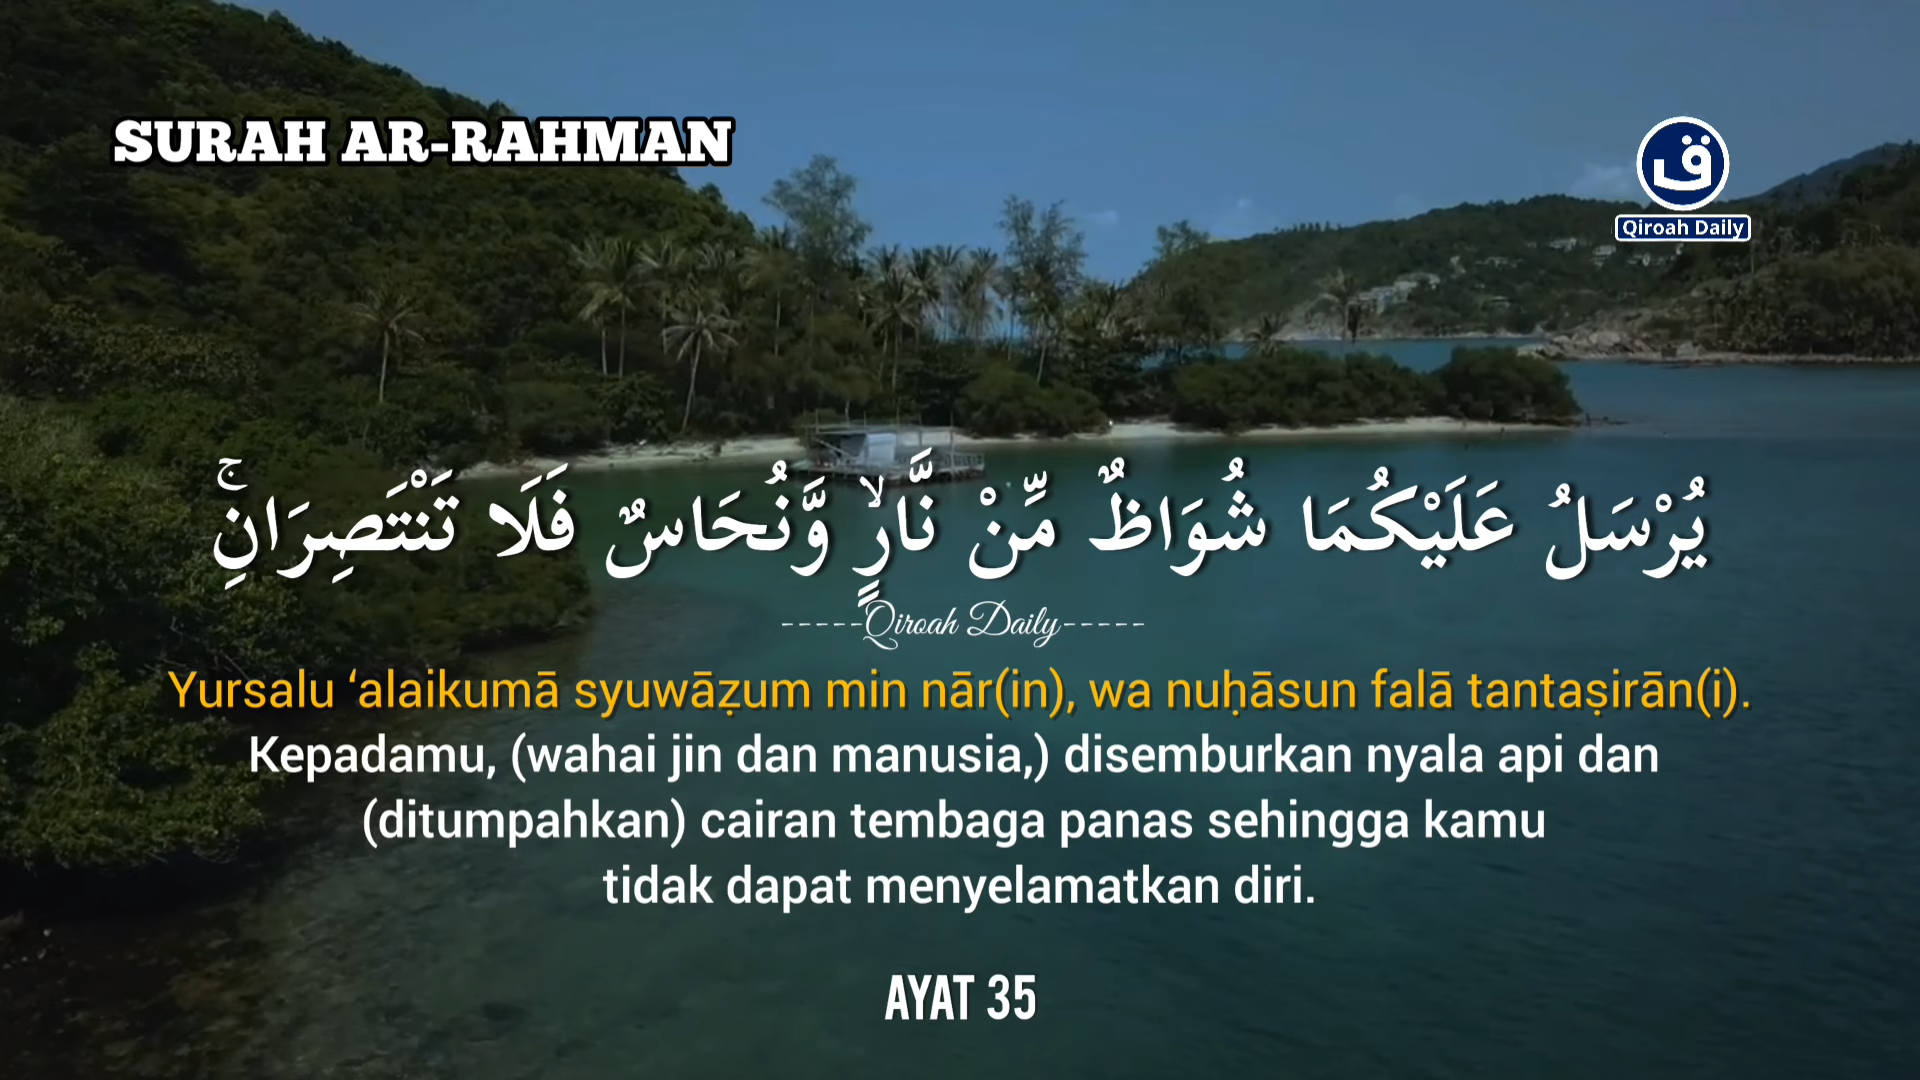 SURAH AR-RAHMAN
ق
Qiroah Daily
يُرْسَلُ عَلَيْكُمَا شُوَاظٌ مِّنْ نَّارٍۙ وَّنُحَاسٌ فَلَا تَنْتَصِرَانِۚ
-----Qiroah Daily-----
Yursalu ‘alaikumā syuwāẓum min nār(in), wa nuḥāsun falā tantaṣirān(i).
Kepadamu, (wahai jin dan manusia,) disemburkan nyala api dan
(ditumpahkan) cairan tembaga panas sehingga kamu
tidak dapat menyelamatkan diri.
AYAT 35